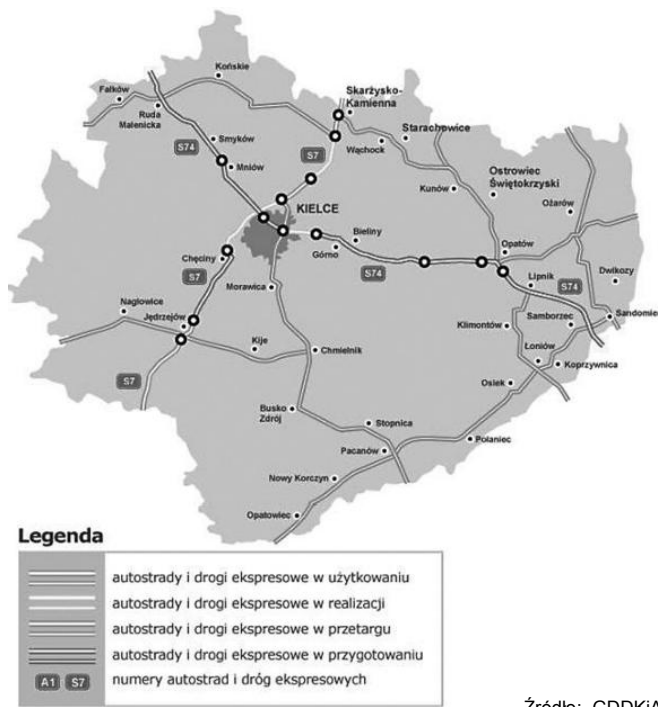 Końskie
Fałków
Ruda
Malenicka
Skarżysko-
Kamienna
Smyków
Starachowice
S74
S7
Wąchock
Mniów
Ostrowiec
Świętokrzyski
Kunów
Ożarów
KIELCE
Bieliny
Opatów
Górno
Chęciny
S7
S74
Lipnik
S74
Dwikozy
Morawica
Nagłowice
Samborzec
Sandomierz
Jędrzejów
Klimontów
Łoniów
Kije
Chmielnik
Koprzywnica
S7
Osiek
Busko
Zdrój
Stopnica
Połaniec
Pacanów
Nowy Korczyn
Opatowiec
Legenda
autostrady i drogi ekspresowe w użytkowaniu
autostrady i drogi ekspresowe w realizacji
autostrady i drogi ekspresowe w przetargu
autostrady i drogi ekspresowe w przygotowaniu
A1 S7 numery autostrad i dróg ekspresowych
Źródło: GDDKiA